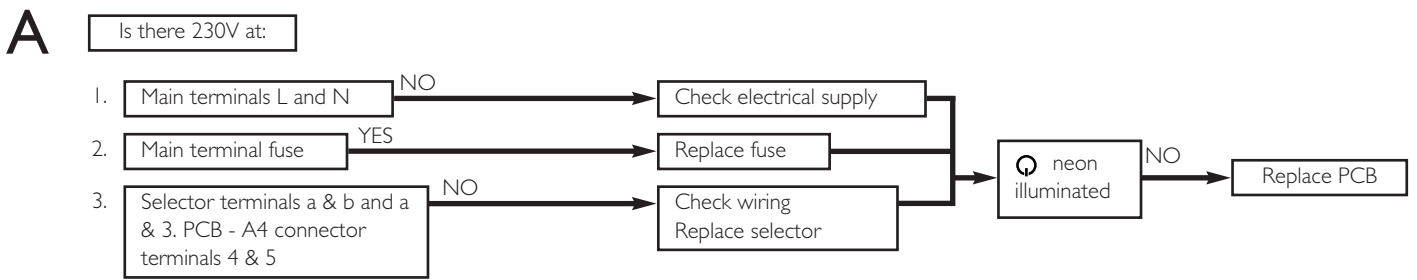 A
Is there 230V at:
1. Main terminals L and N
NO
Check electrical supply
2. Main terminal fuse
YES
Replace fuse
3. Selector terminals a & b and a
& 3. PCB - A4 connector
terminals 4 & 5
NO
Check wiring
Replace selector
neon
illuminated
NO
Replace PCB